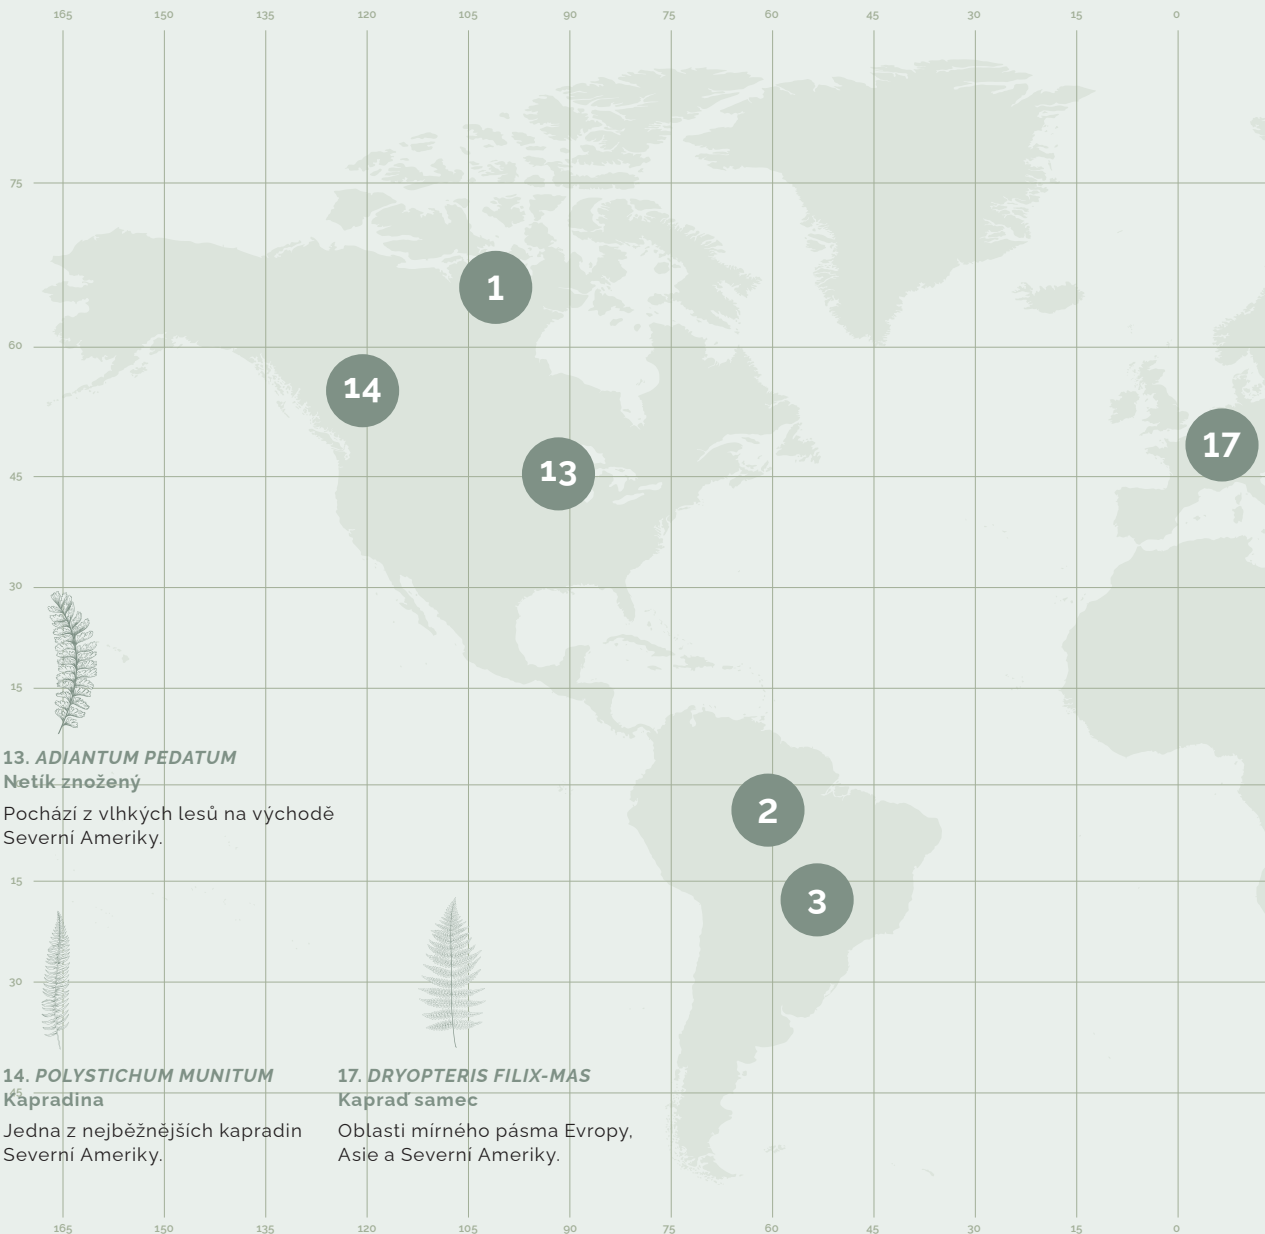 165 150 135 120 105 90 75 60 45 30 15 0
75
1
60
14
13
17
45
30
15
13. ADIANTUM PEDATUM
Netík znožený
0
Pochází z vlhkých lesů na východě
Severní Ameriky.
2
15
3
30
14. POLYSTICHUM MUNITUM
Kapradina
45
Jedna z nejběžnějších kapradin
Severní Ameriky.
17. DRYOPTERIS FILIX-MAS
Kapraď samec
Oblasti mírného pásma Evropy,
Asie a Severní Ameriky.
165 150 135 120 105 90 75 60 45 30 15 0